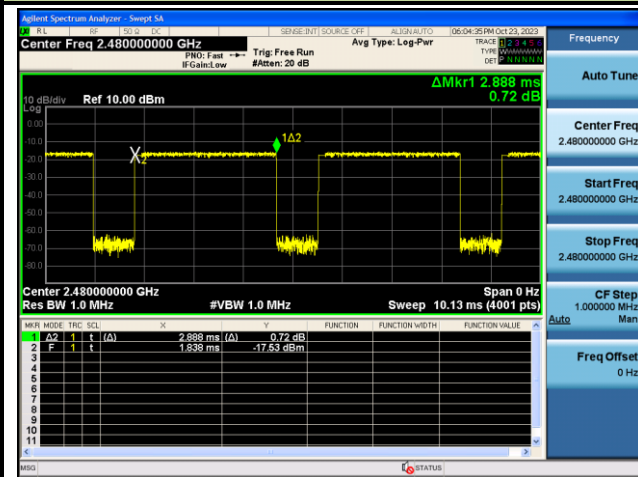 Agilent Spectrum Analyzer - Swept SA
RL RF 50 Ω DC SENSE:INT SOURCE OFF ALIGN AUTO 06:04:35 PM Oct 23, 2023
Center Freq 2.480000000 GHz
PNO: Fast
IFGain:Low
Trig: Free Run
#Atten: 20 dB
Avg Type: Log-Pwr
TRACE 1 2 3 4 5 6
TYPE
DET P N N N N N
ΔMkr1 2.888 ms
0.72 dB
10 dB/div Ref 10.00 dBm
Log
0.00
-10.0
-20.0
-30.0
-40.0
-50.0
-60.0
-70.0
-80.0
1Δ2
2
Center 2.480000000 GHz Span 0 Hz
Res BW 1.0 MHz #VBW 1.0 MHz Sweep 10.13 ms (4001 pts)
MKR MODE TRC SCL X Y FUNCTION FUNCTION WIDTH FUNCTION VALUE
1 Δ2 1 t (Δ) 2.888 ms (Δ) 0.72 dB
2 F 1 t 1.838 ms -17.53 dBm
3
4
5
6
7
8
9
10
11
MSG STATUS
Frequency
Auto Tune
Center Freq
2.480000000 GHz
Start Freq
2.480000000 GHz
Stop Freq
2.480000000 GHz
CF Step
1.000000 MHz
Auto Man
Freq Offset
0 Hz